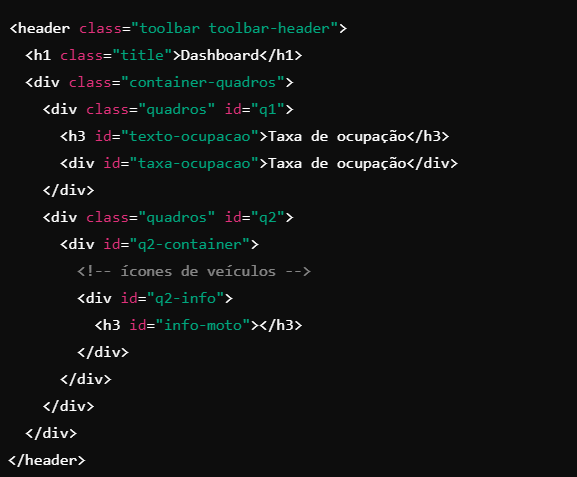 <header class="toolbar toolbar-header">
  <h1 class="title">Dashboard</h1>
  <div class="container-quadros">
    <div class="quadros" id="q1">
      <h3 id="texto-ocupacao">Taxa de ocupação</h3>
      <div id="taxa-ocupacao">Taxa de ocupação</div>
    </div>
    <div class="quadros" id="q2">
      <div id="q2-container">
        <!-- ícones de veículos -->
        <div id="q2-info">
          <h3 id="info-moto"></h3>
        </div>
      </div>
    </div>
  </div>
</header>